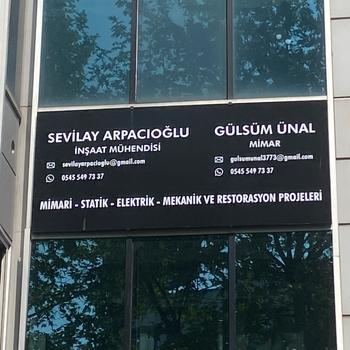 SEVİLAY ARPACIOĞLU
İNŞAAT MÜHENDİSİ
sevilayarpacioglu@gmail.com
0545 549 73 37
GÜLSÜM ÜNAL
MİMAR
gulsumunal3773@gmail.com
0545 549 73 37
MİMARİ - STATİK - ELEKTRİK - MEKANİK VE RESTORASYON PROJELERİ